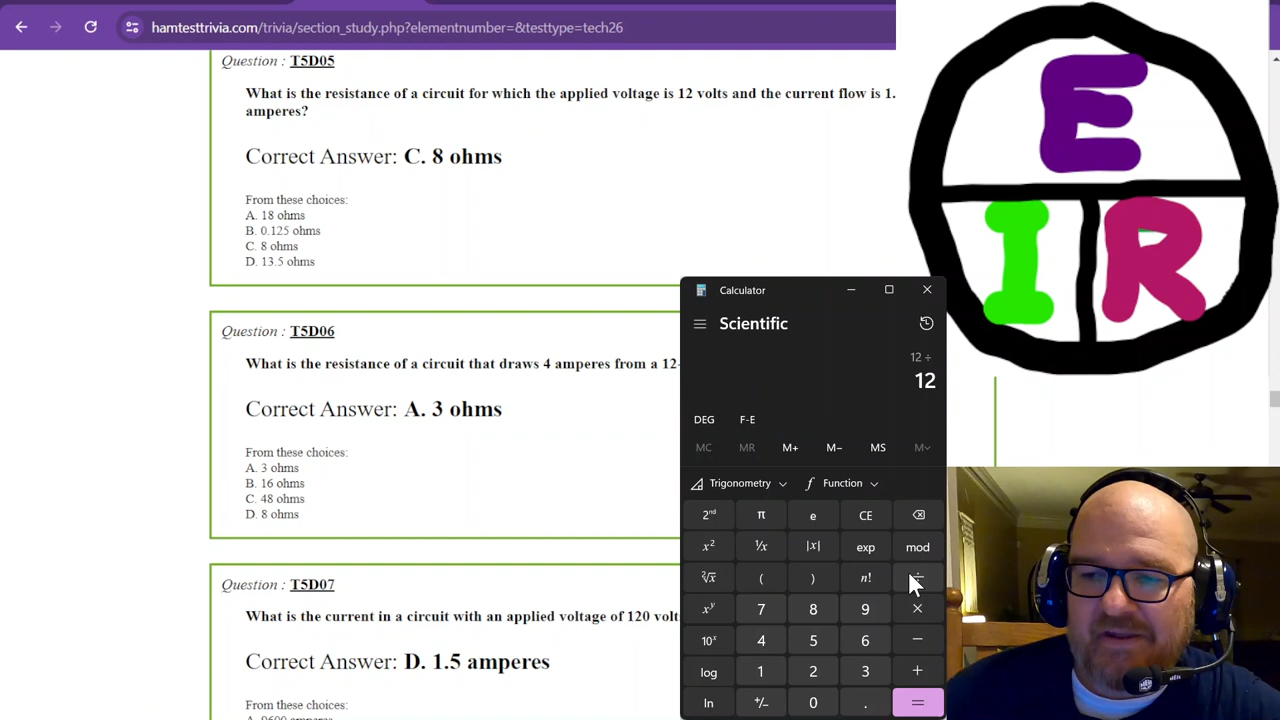 hamtesttrivia.com/trivia/section_study.php?elementnumber=&testtype=tech26
Question : T5D05
What is the resistance of a circuit for which the applied voltage is 12 volts and the current flow is 1.
amperes?
Correct Answer: C. 8 ohms
From these choices:
A. 18 ohms
B. 0.125 ohms
C. 8 ohms
D. 13.5 ohms
Question : T5D06
What is the resistance of a circuit that draws 4 amperes from a 12-
Correct Answer: A. 3 ohms
From these choices:
A. 3 ohms
B. 16 ohms
C. 48 ohms
D. 8 ohms
Question : T5D07
What is the current in a circuit with an applied voltage of 120 volt
Correct Answer: D. 1.5 amperes
From these choices:
A. 9600 amperes
E
I R
Calculator
Scientific
12 ÷
12
DEG F-E
MC MR M+ M− MS M
Trigonometry Function
2nd π e CE
x² ¹/x |x| exp mod
²√x ( ) n! ÷
xʸ 7 8 9 ×
10ˣ 4 5 6 −
log 1 2 3 +
ln +/− 0 . =